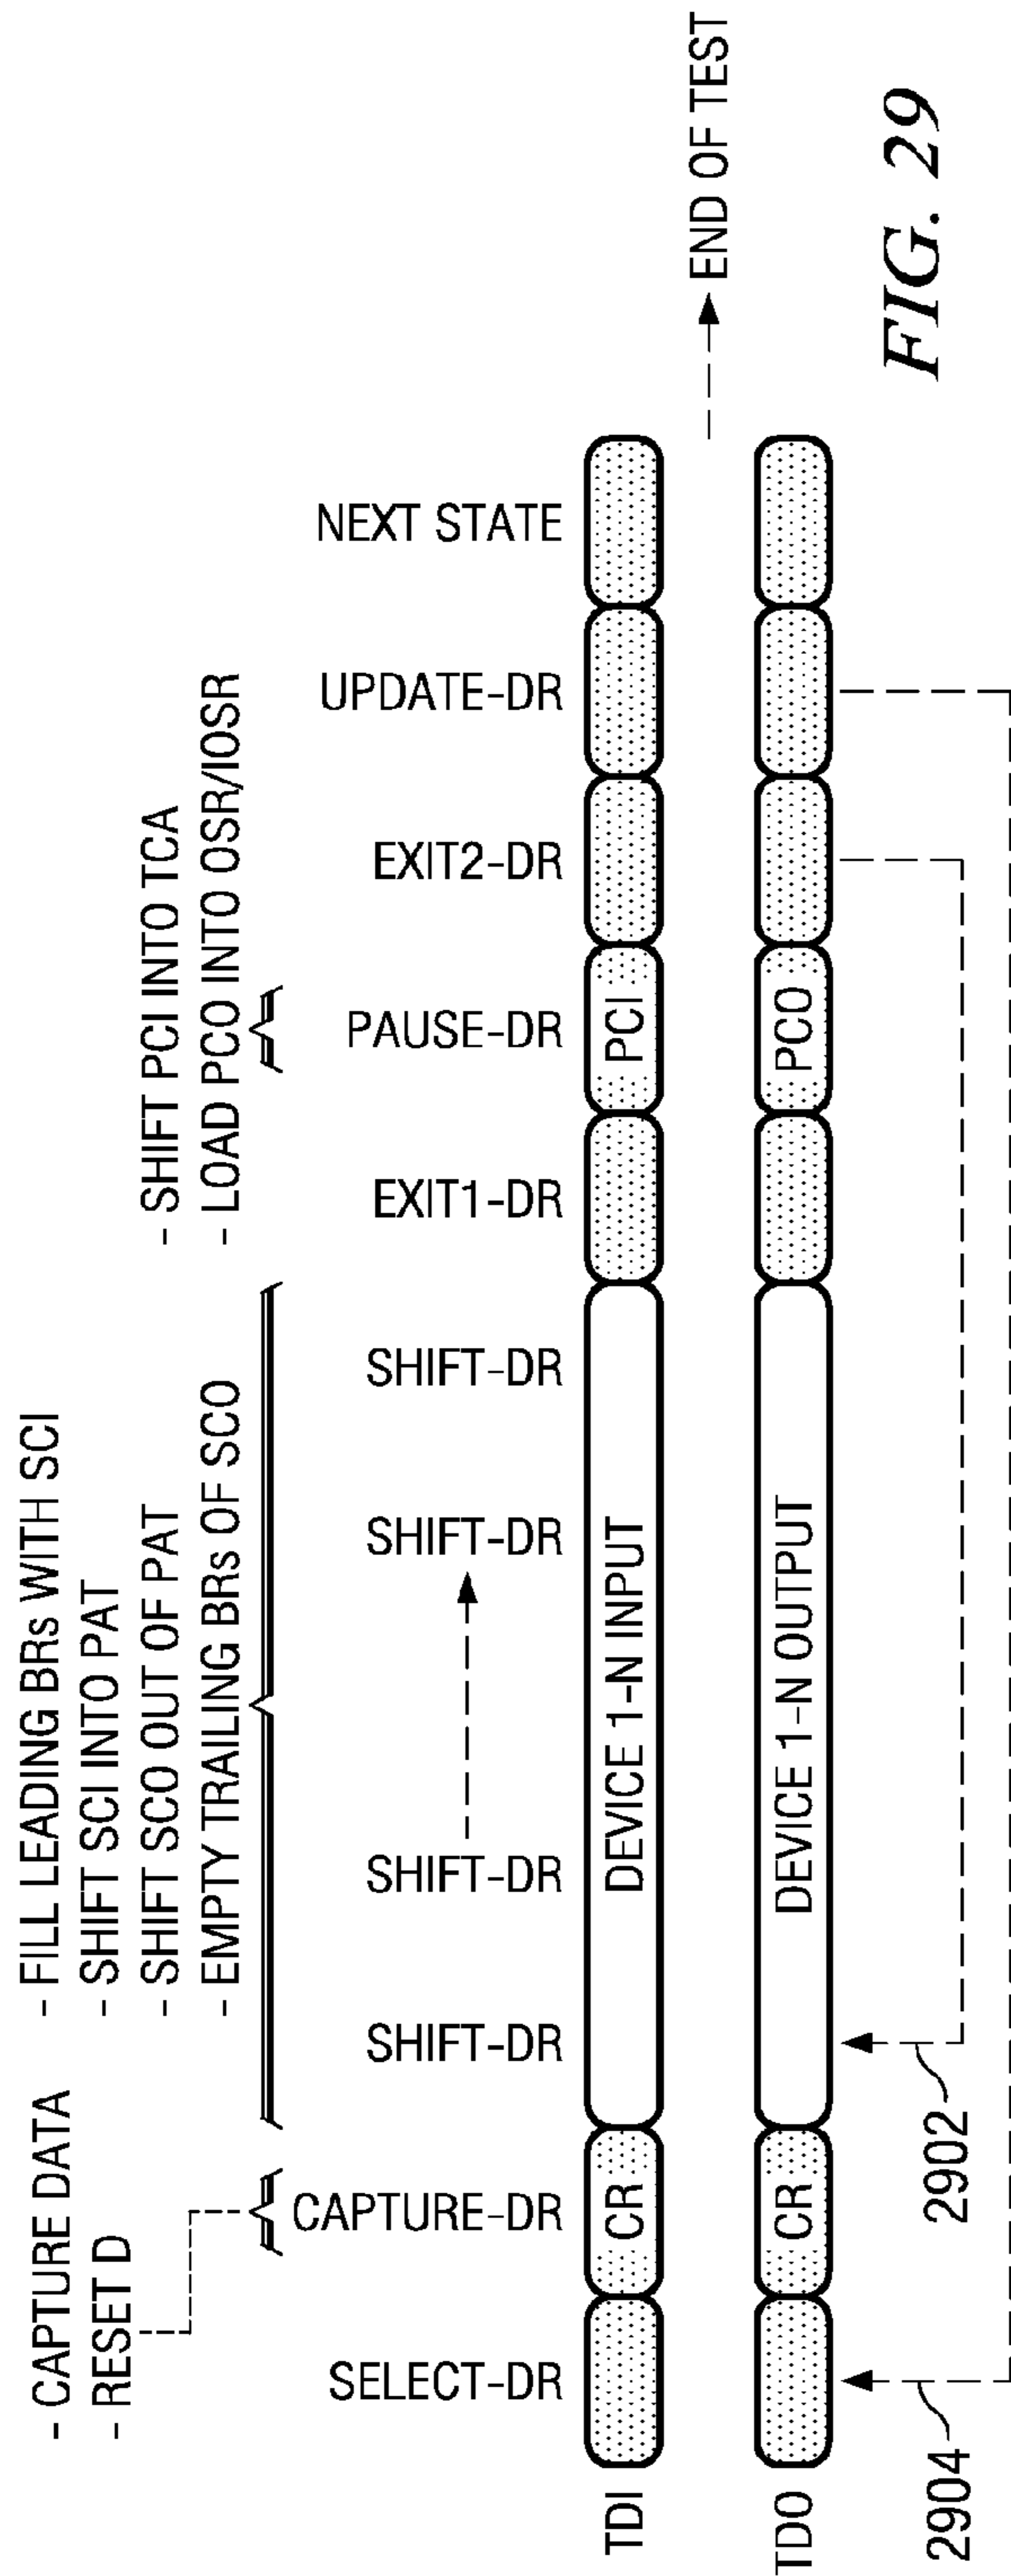 - CAPTURE DATA
- RESET D
- FILL LEADING BRs WITH SCI
- SHIFT SCI INTO PAT
- SHIFT SCO OUT OF PAT
- EMPTY TRAILING BRs OF SCO
- SHIFT PCI INTO TCA
- LOAD PCO INTO OSR/IOSR
SELECT-DR
CAPTURE-DR
SHIFT-DR
SHIFT-DR
SHIFT-DR
SHIFT-DR
EXIT1-DR
PAUSE-DR
EXIT2-DR
UPDATE-DR
NEXT STATE
TDI
CR
DEVICE 1-N INPUT
PCI
END OF TEST
TDO
CR
DEVICE 1-N OUTPUT
PCO
2902
2904
FIG. 29